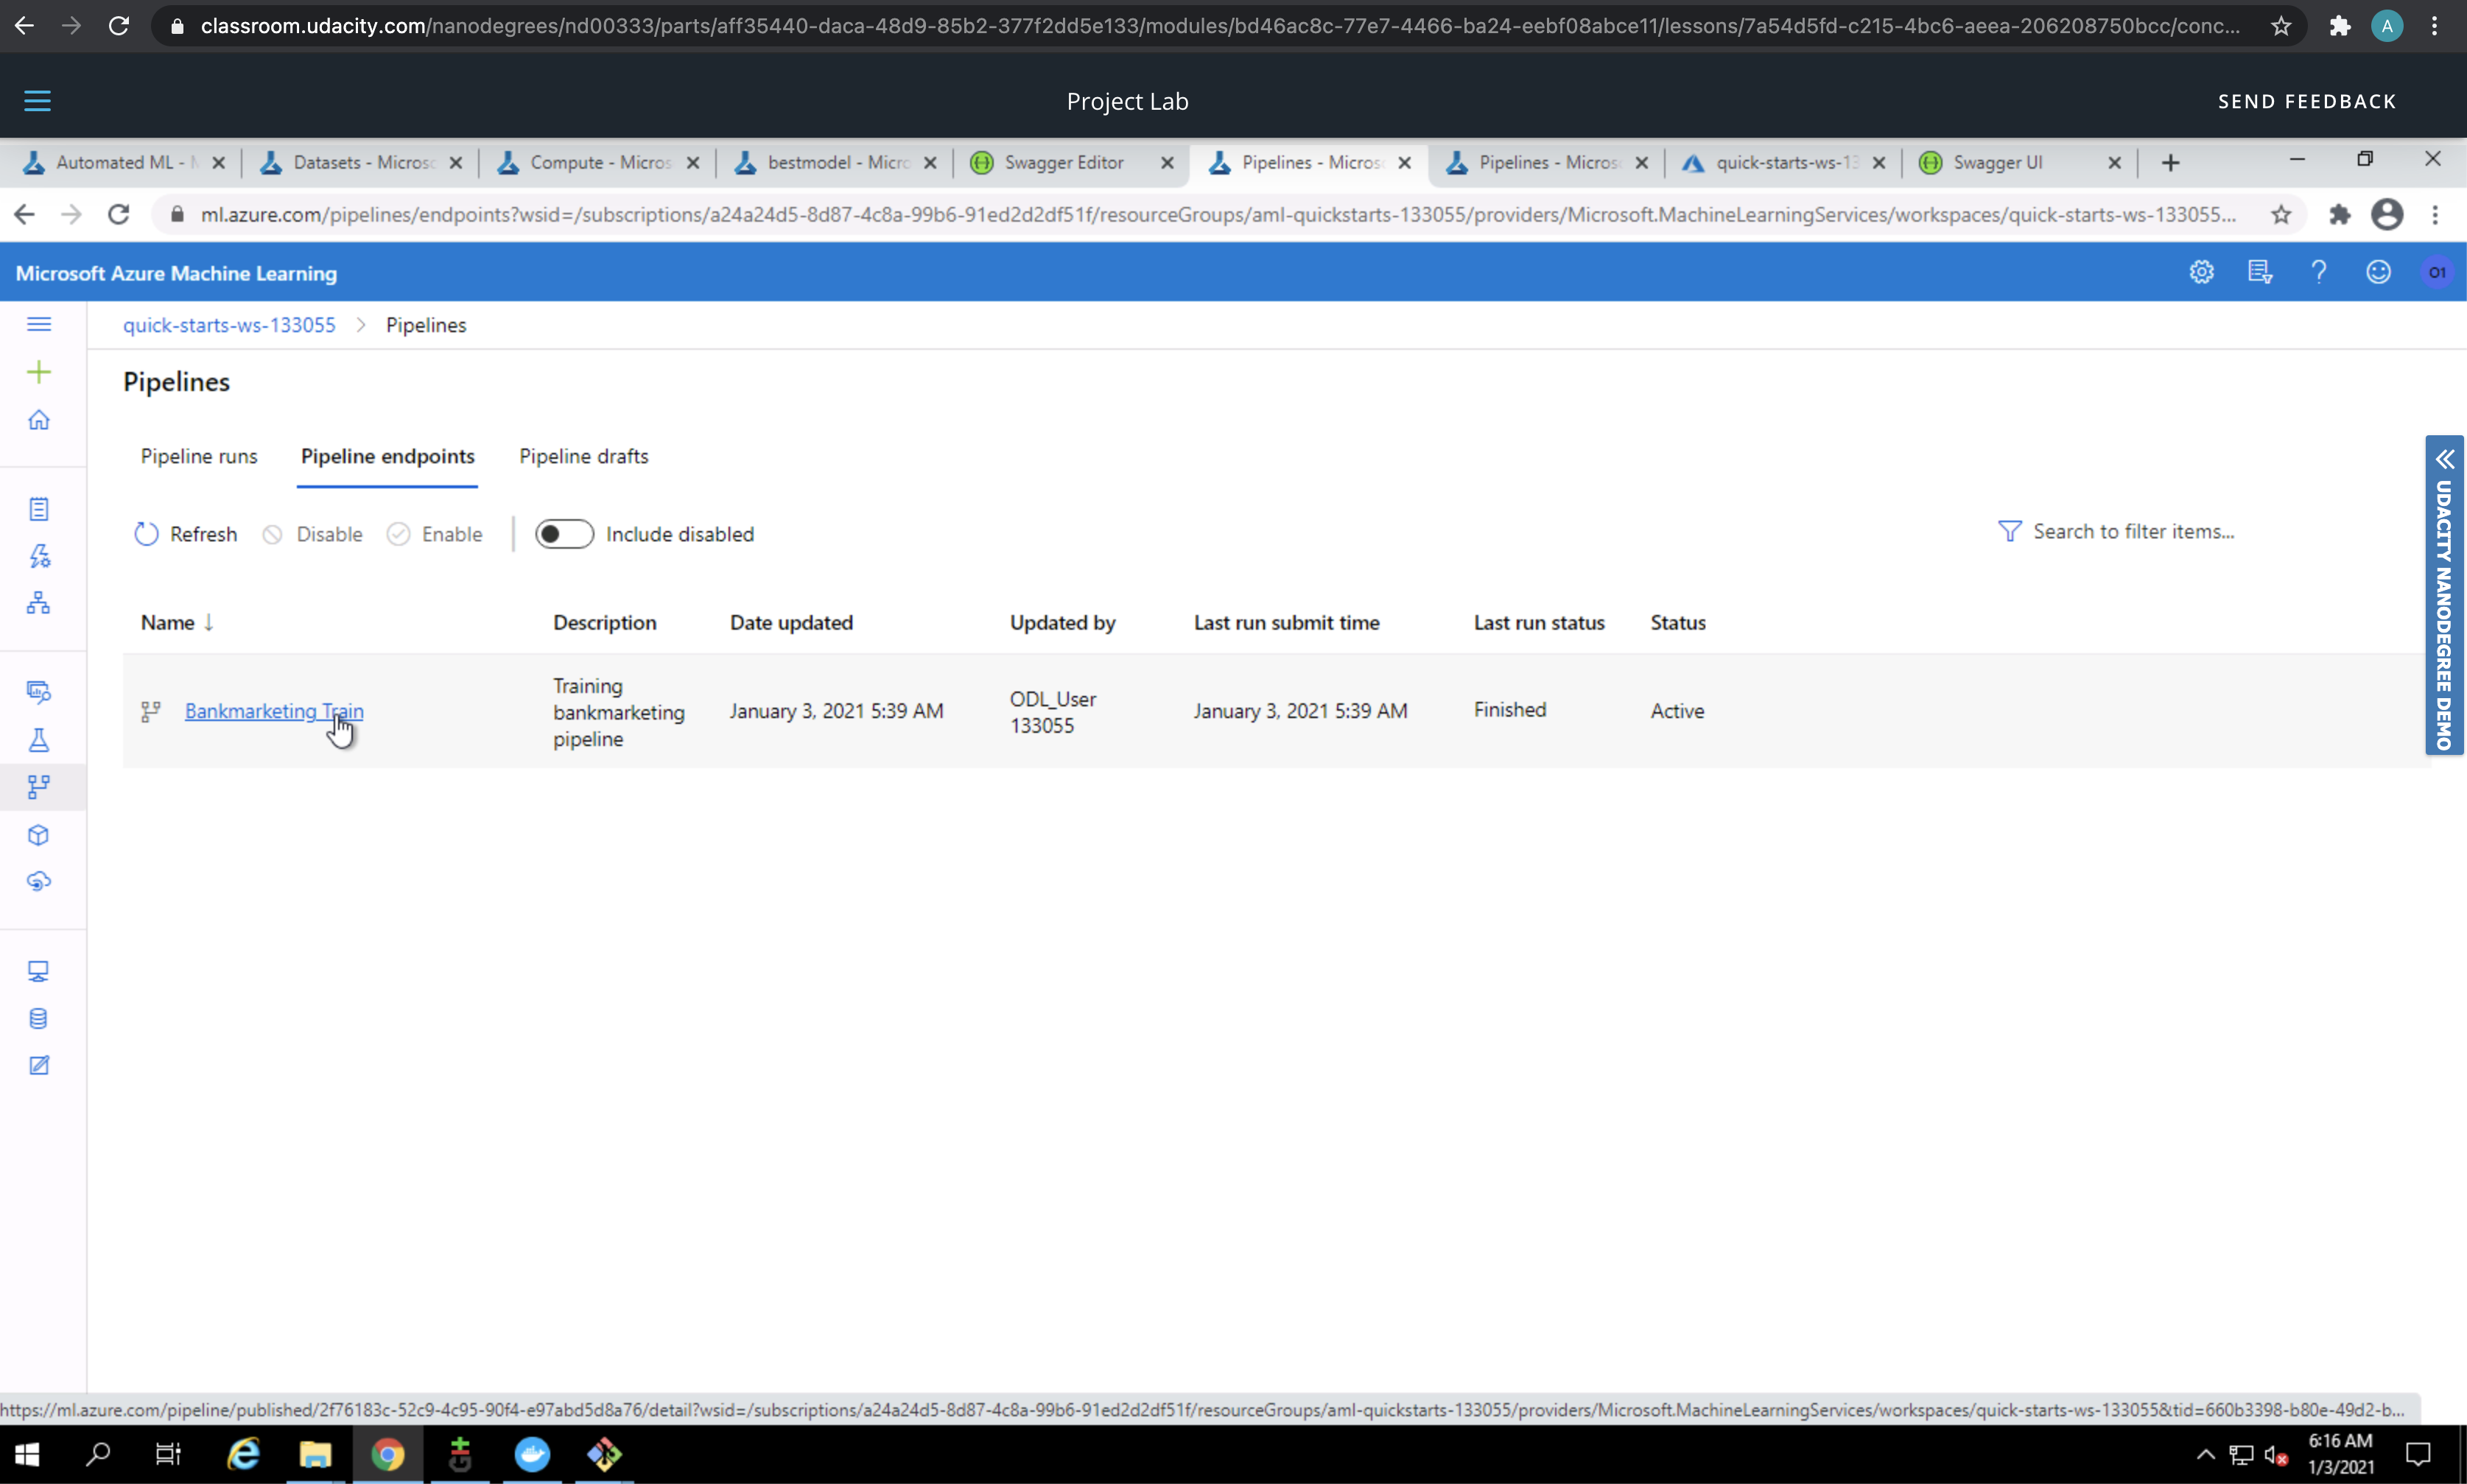 classroom.udacity.com/nanodegrees/nd00333/parts/aff35440-daca-48d9-85b2-377f2dd5e133/modules/bd46ac8c-77e7-4466-ba24-eebf08abce11/lessons/7a54d5fd-c215-4bc6-aeea-206208750bcc/conc... A
Project Lab SEND FEEDBACK
Automated ML - Datasets - Microsc Compute - Micros bestmodel - Micro Swagger Editor Pipelines - Micros Pipelines - Micros quick-starts-ws-13 Swagger UI
ml.azure.com/pipelines/endpoints?wsid=/subscriptions/a24a24d5-8d87-4c8a-99b6-91ed2d2df51f/resourceGroups/aml-quickstarts-133055/providers/Microsoft.MachineLearningServices/workspaces/quick-starts-ws-133055...
Microsoft Azure Machine Learning O1
quick-starts-ws-133055 > Pipelines
Pipelines
Pipeline runs Pipeline endpoints Pipeline drafts
Refresh Disable Enable Include disabled Search to filter items...
Name ↓ Description Date updated Updated by Last run submit time Last run status Status
Bankmarketing Train Training bankmarketing pipeline January 3, 2021 5:39 AM ODL_User 133055 January 3, 2021 5:39 AM Finished Active
UDACITY NANODEGREE DEMO
https://ml.azure.com/pipeline/published/2f76183c-52c9-4c95-90f4-e97abd5d8a76/detail?wsid=/subscriptions/a24a24d5-8d87-4c8a-99b6-91ed2d2df51f/resourceGroups/aml-quickstarts-133055/providers/Microsoft.MachineLearningServices/workspaces/quick-starts-ws-133055&tid=660b3398-b80e-49d2-b...
6:16 AM
1/3/2021